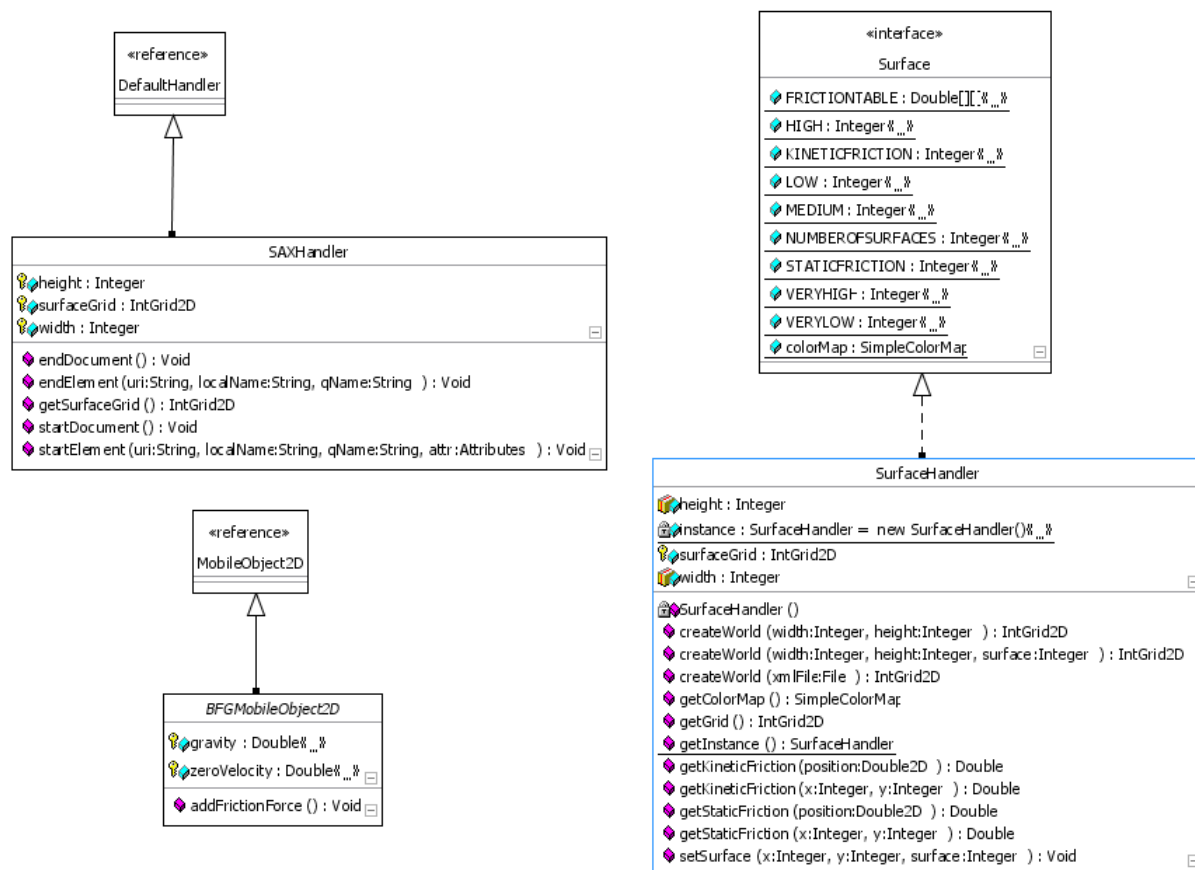 «reference»
DefaultHandler
SAXHandler
height : Integer
surfaceGrid : IntGrid2D
width : Integer
endDocument () : Void
endElement (uri:String, localName:String, qName:String ) : Void
getSurfaceGrid () : IntGrid2D
startDocument () : Void
startElement (uri:String, localName:String, qName:String, attr:Attributes ) : Void
«reference»
MobileObject2D
BFGMobileObject2D
gravity : Double«_»
zeroVelocity : Double«_»
addFrictionForce () : Void
«interface»
Surface
FRICTIONTABLE : Double[][]«_»
HIGH : Integer«_»
KINETICFRICTION : Integer«_»
LOW : Integer«_»
MEDIUM : Integer«_»
NUMBEROFSURFACES : Integer«_»
STATICFRICTION : Integer«_»
VERYHIGH : Integer«_»
VERYLOW : Integer«_»
colorMap : SimpleColorMap
SurfaceHandler
height : Integer
instance : SurfaceHandler = new SurfaceHandler()«_»
surfaceGrid : IntGrid2D
width : Integer
SurfaceHandler ()
createWorld (width:Integer, height:Integer ) : IntGrid2D
createWorld (width:Integer, height:Integer, surface:Integer ) : IntGrid2D
createWorld (xmlFile:File ) : IntGrid2D
getColorMap () : SimpleColorMap
getGrid () : IntGrid2D
getInstance () : SurfaceHandler
getKineticFriction (position:Double2D ) : Double
getKineticFriction (x:Integer, y:Integer ) : Double
getStaticFriction (position:Double2D ) : Double
getStaticFriction (x:Integer, y:Integer ) : Double
setSurface (x:Integer, y:Integer, surface:Integer ) : Void